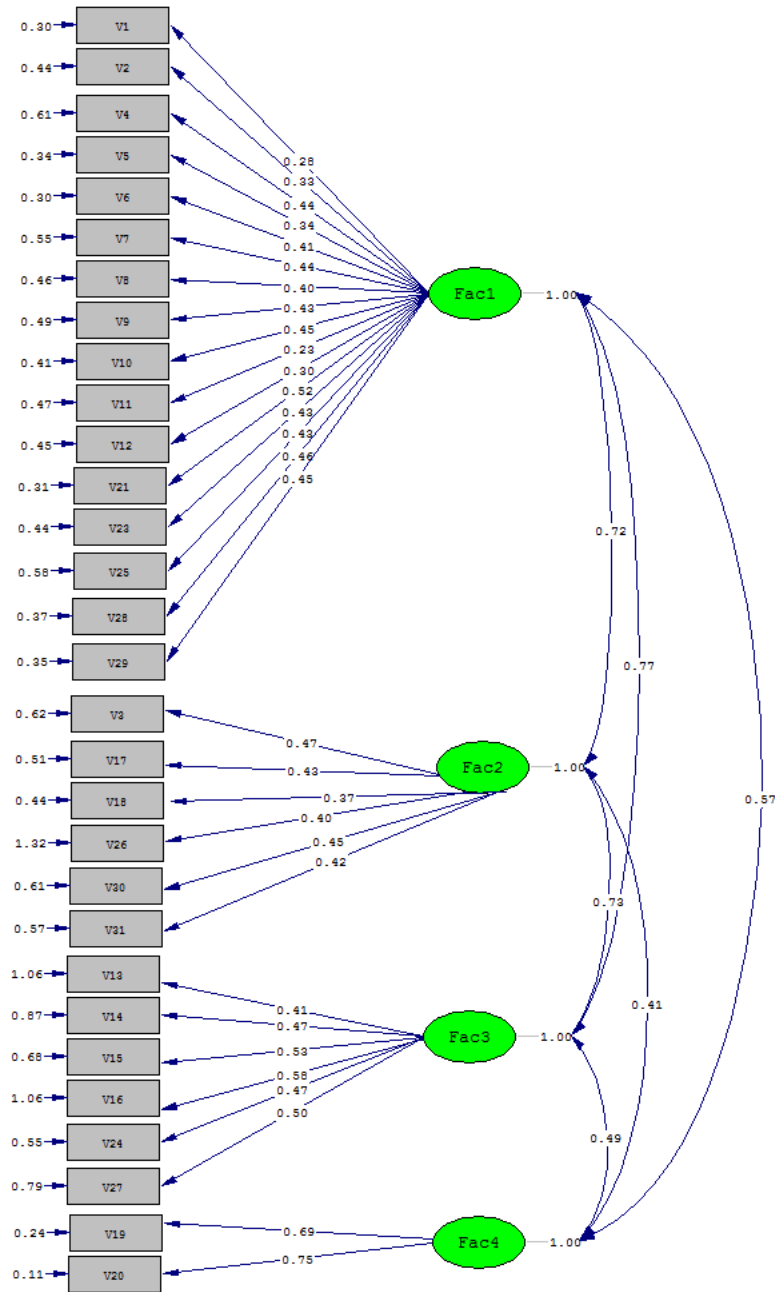 0.30 V1
0.44 V2
0.61 V4
0.34 V5
0.30 V6
0.55 V7
0.46 V8
0.49 V9
0.41 V10
0.47 V11
0.45 V12
0.31 V21
0.44 V23
0.58 V25
0.37 V28
0.35 V29
0.28
0.33
0.44
0.34
0.41
0.44
0.40
0.43
0.45
0.23
0.30
0.52
0.43
0.43
0.46
0.45
Fac1 1.00
0.72
0.77
0.57
0.62 V3
0.51 V17
0.44 V18
1.32 V26
0.61 V30
0.57 V31
0.47
0.43
0.37
0.40
0.45
0.42
Fac2 1.00
0.73
0.41
1.06 V13
0.87 V14
0.68 V15
1.06 V16
0.55 V24
0.79 V27
0.41
0.47
0.53
0.58
0.47
0.50
Fac3 1.00
0.49
0.24 V19
0.11 V20
0.69
0.75
Fac4 1.00